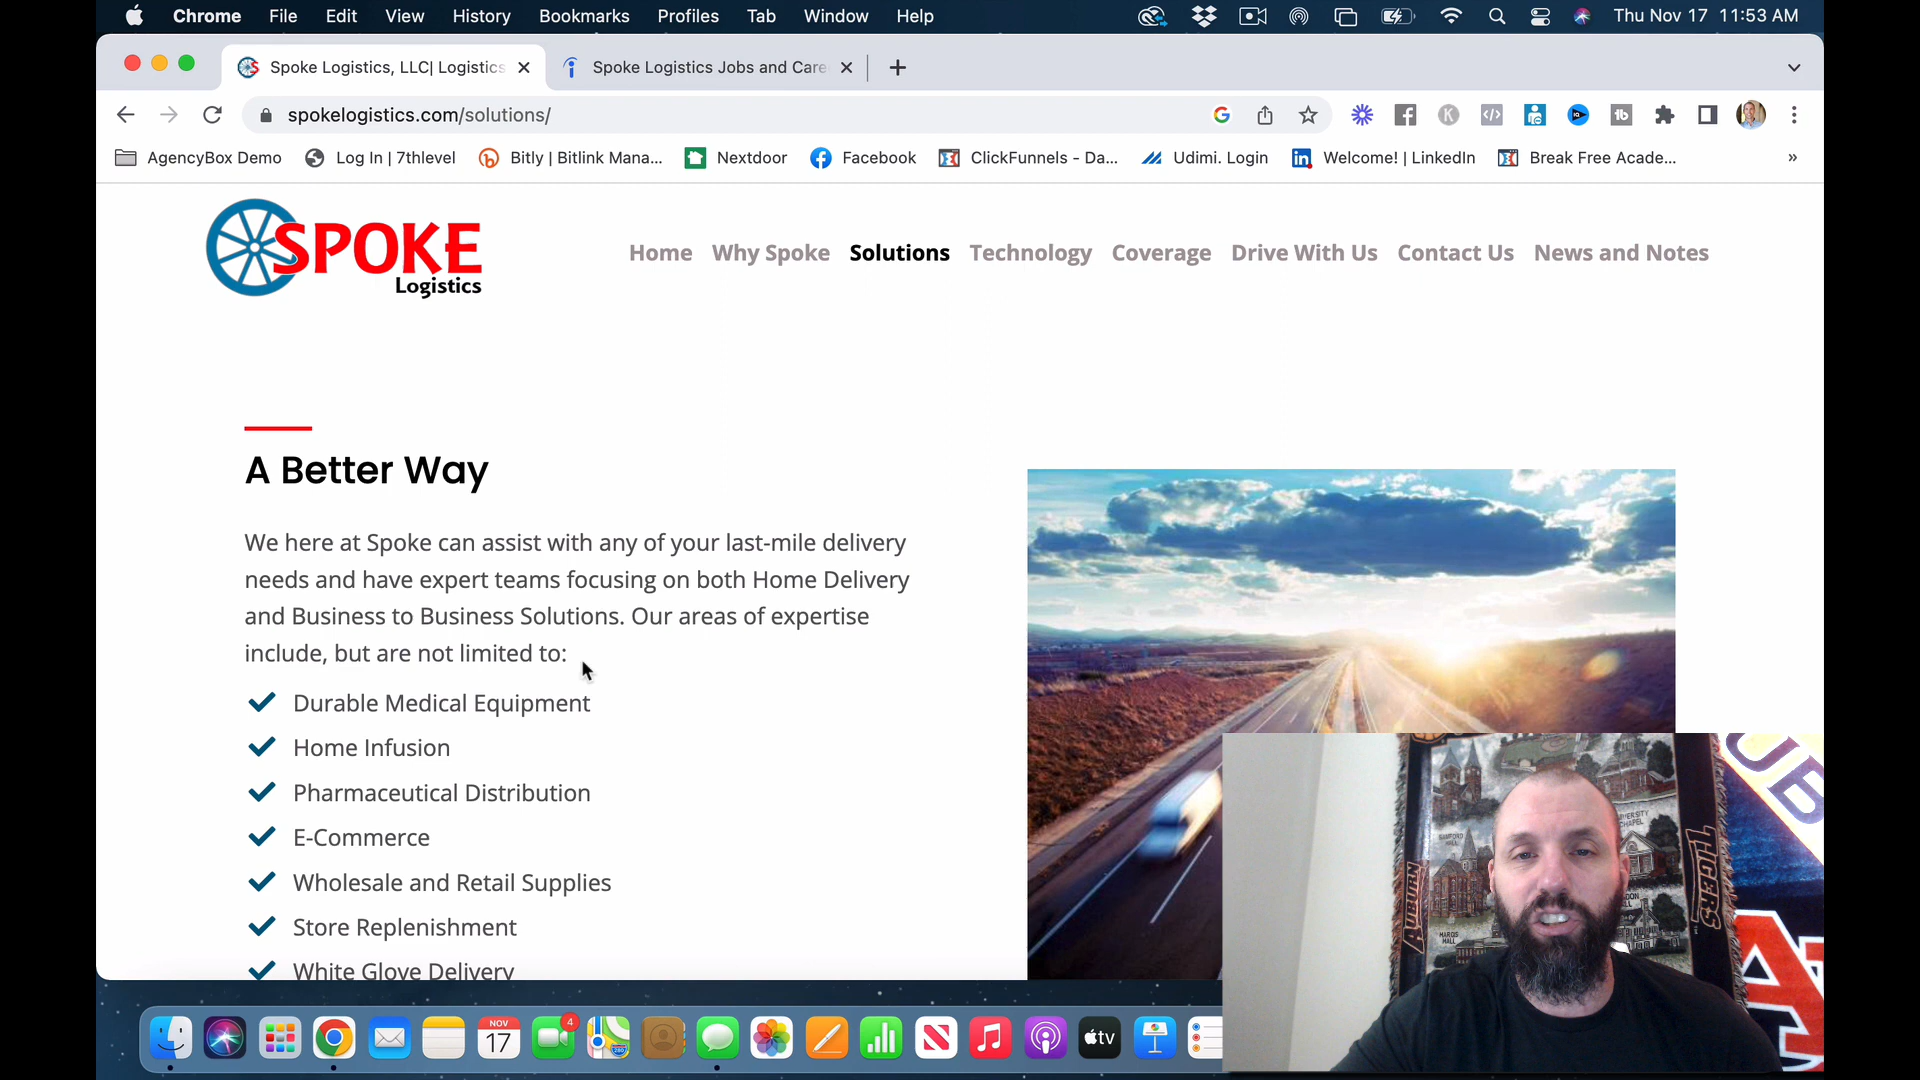 Chrome File Edit View History Bookmarks Profiles Tab Window Help Thu Nov 17 11:53 AM
Spoke Logistics, LLC| Logistics
Spoke Logistics Jobs and Care
spokelogistics.com/solutions/
AgencyBox Demo
Log In | 7thlevel
Bitly | Bitlink Mana...
Nextdoor
Facebook
ClickFunnels - Da...
Udimi. Login
Welcome! | LinkedIn
Break Free Acade...
SPOKE
Logistics
Home Why Spoke Solutions Technology Coverage Drive With Us Contact Us News and Notes
A Better Way
We here at Spoke can assist with any of your last-mile delivery
needs and have expert teams focusing on both Home Delivery
and Business to Business Solutions. Our areas of expertise
include, but are not limited to:
Durable Medical Equipment
Home Infusion
Pharmaceutical Distribution
E-Commerce
Wholesale and Retail Supplies
Store Replenishment
White Glove Delivery
AUBURN
TIGERS
NOV
17
4
tv